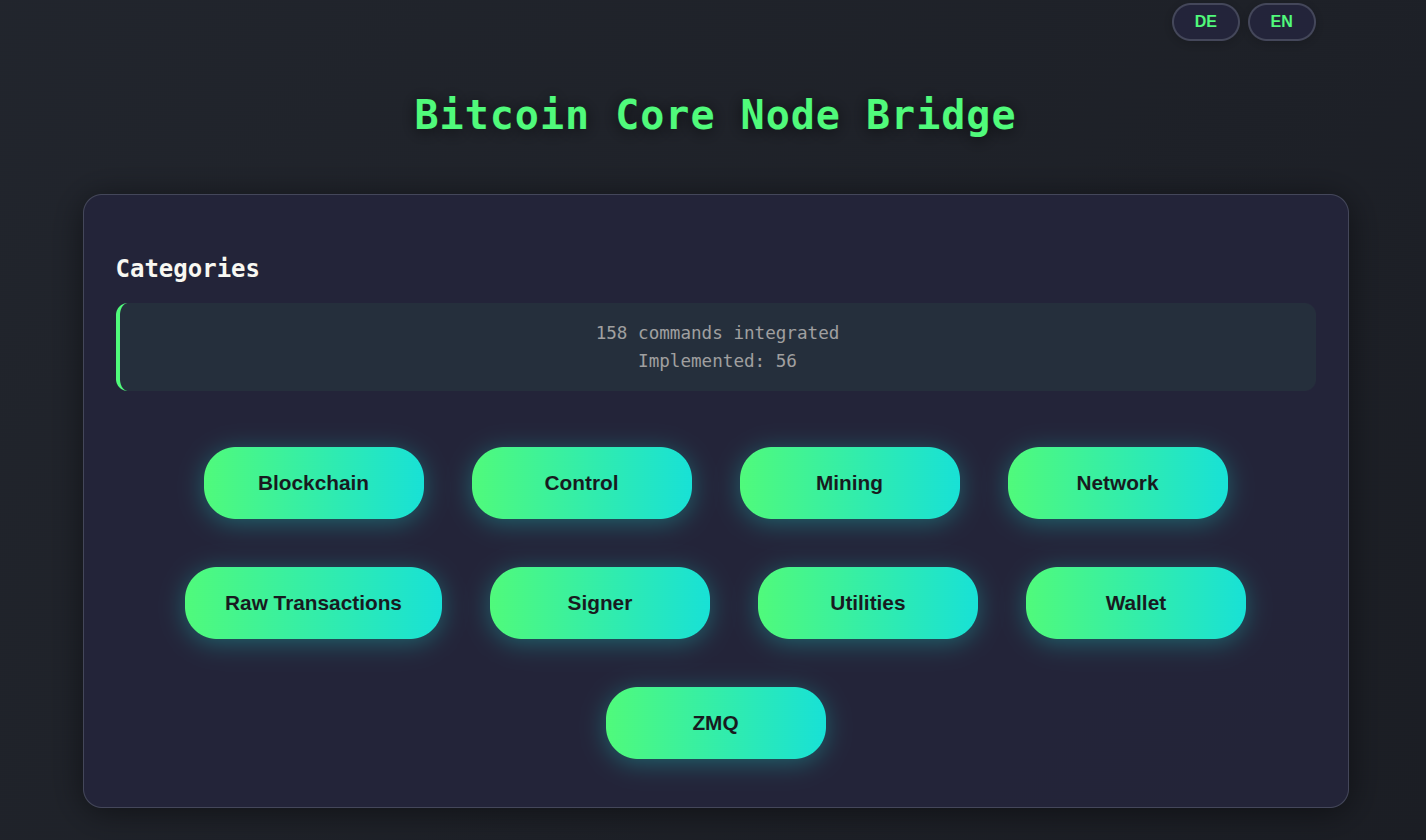 DE EN
Bitcoin Core Node Bridge
Categories
158 commands integrated
Implemented: 56
Blockchain Control Mining Network
Raw Transactions Signer Utilities Wallet
ZMQ